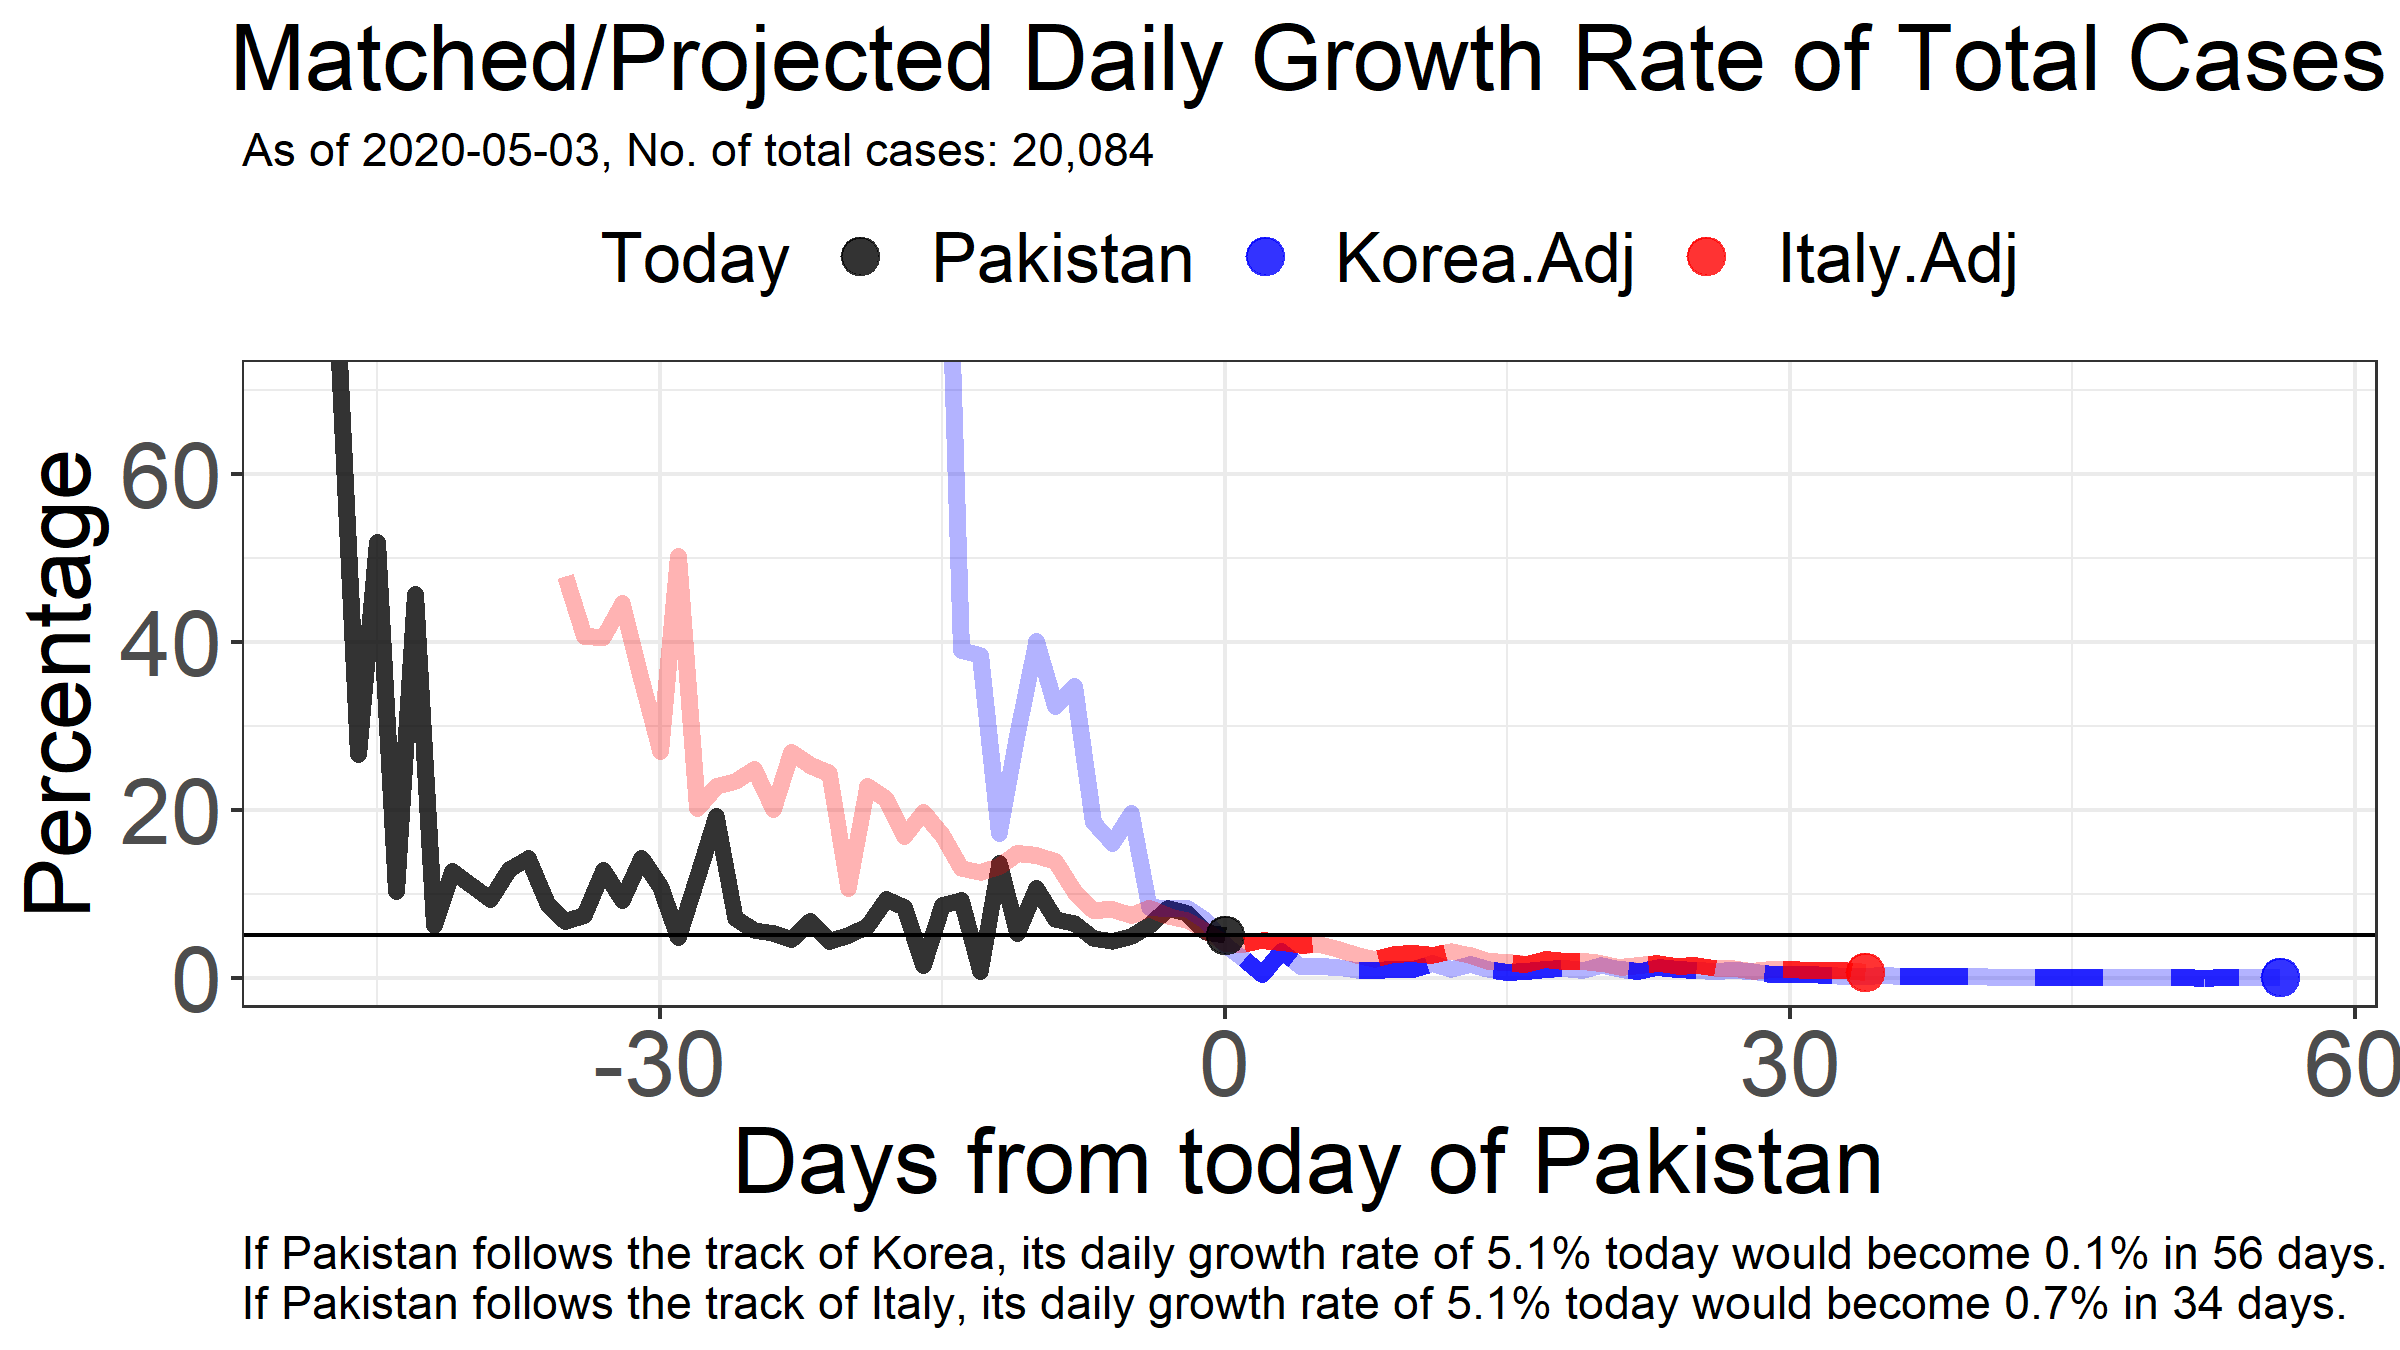 Matched/Projected Daily Growth Rate of Total Cases
As of 2020-05-03, No. of total cases: 20,084
Today Pakistan Korea.Adj Italy.Adj
Percentage
60
40
20
0
-30 0 30 60
Days from today of Pakistan
If Pakistan follows the track of Korea, its daily growth rate of 5.1% today would become 0.1% in 56 days.
If Pakistan follows the track of Italy, its daily growth rate of 5.1% today would become 0.7% in 34 days.